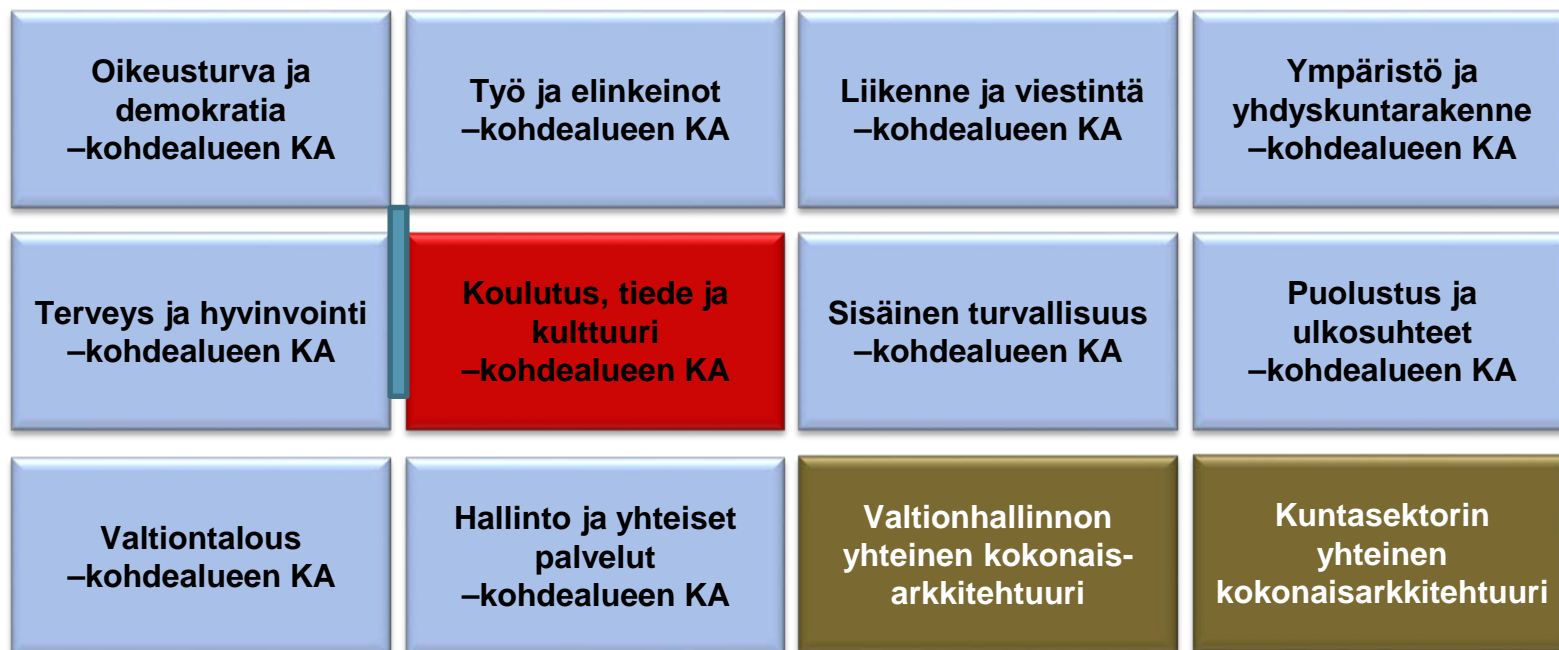 Oikeusturva ja
demokratia
–kohdealueen KA
Työ ja elinkeinot
–kohdealueen KA
Liikenne ja viestintä
–kohdealueen KA
Ympäristö ja
yhdyskuntarakenne
–kohdealueen KA
Terveys ja hyvinvointi
–kohdealueen KA
Koulutus, tiede ja
kulttuuri
–kohdealueen KA
Sisäinen turvallisuus
–kohdealueen KA
Puolustus ja
ulkosuhteet
–kohdealueen KA
Valtiontalous
–kohdealueen KA
Hallinto ja yhteiset
palvelut
–kohdealueen KA
Valtionhallinnon
yhteinen kokonais-
arkkitehtuuri
Kuntasektorin
yhteinen
kokonaisarkkitehtuuri